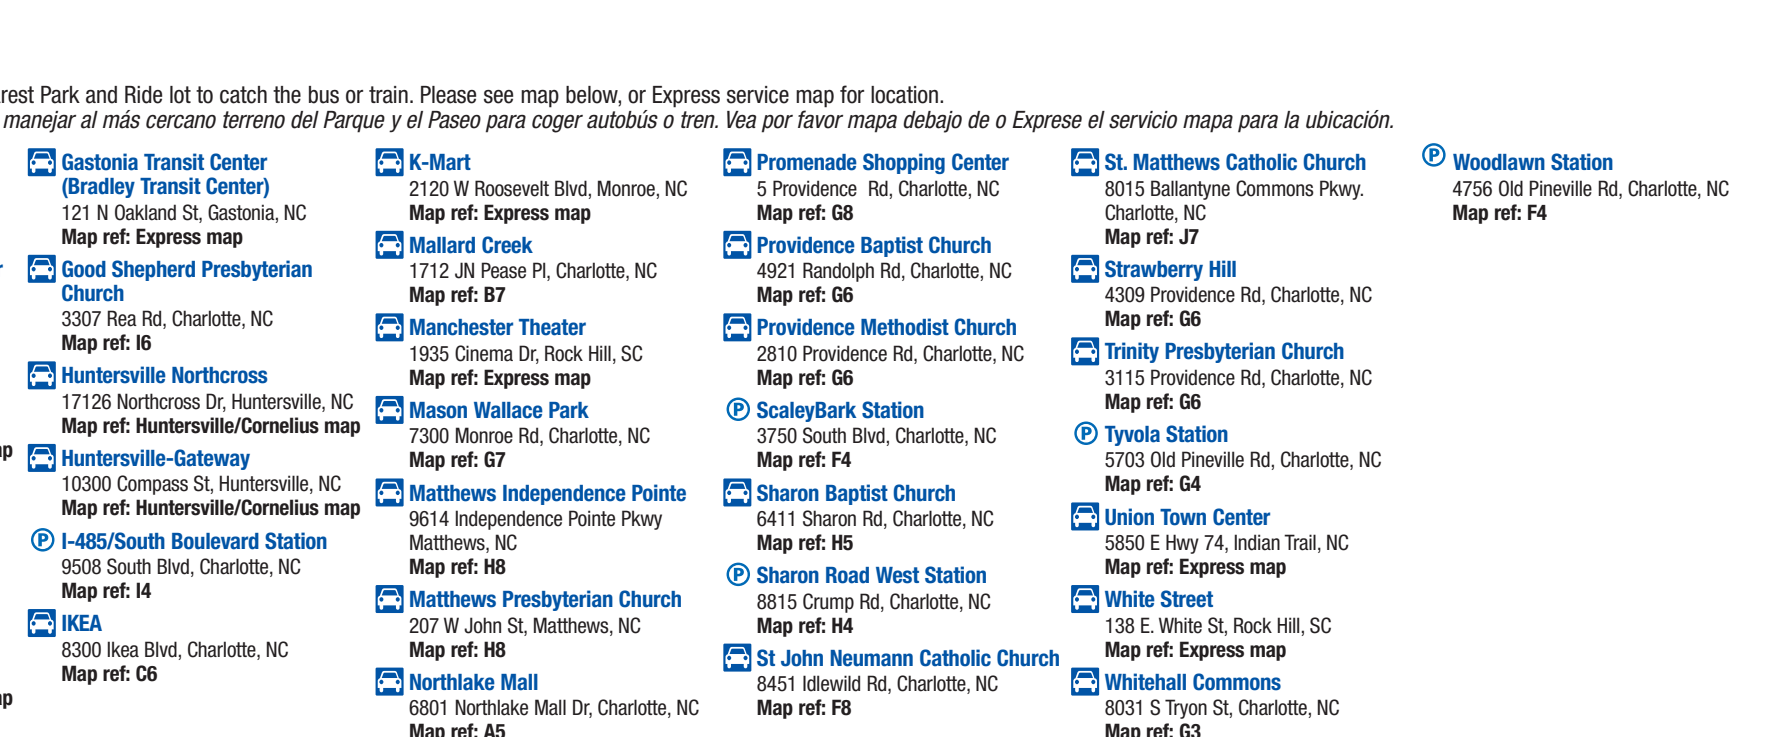 rest Park and Ride lot to catch the bus or train. Please see map below, or Express service map for location.
manejar al más cercano terreno del Parque y el Paseo para coger autobús o tren. Vea por favor mapa debajo de o Exprese el servicio mapa para la ubicación.
Gastonia Transit Center
(Bradley Transit Center)
121 N Oakland St, Gastonia, NC
Map ref: Express map
Good Shepherd Presbyterian
Church
3307 Rea Rd, Charlotte, NC
Map ref: I6
Huntersville Northcross
17126 Northcross Dr, Huntersville, NC
Map ref: Huntersville/Cornelius map
Huntersville-Gateway
10300 Compass St, Huntersville, NC
Map ref: Huntersville/Cornelius map
P I-485/South Boulevard Station
9508 South Blvd, Charlotte, NC
Map ref: I4
IKEA
8300 Ikea Blvd, Charlotte, NC
Map ref: C6
K-Mart
2120 W Roosevelt Blvd, Monroe, NC
Map ref: Express map
Mallard Creek
1712 JN Pease Pl, Charlotte, NC
Map ref: B7
Manchester Theater
1935 Cinema Dr, Rock Hill, SC
Map ref: Express map
Mason Wallace Park
7300 Monroe Rd, Charlotte, NC
Map ref: G7
Matthews Independence Pointe
9614 Independence Pointe Pkwy
Matthews, NC
Map ref: H8
Matthews Presbyterian Church
207 W John St, Matthews, NC
Map ref: H8
Northlake Mall
6801 Northlake Mall Dr, Charlotte, NC
Map ref: A5
Promenade Shopping Center
5 Providence  Rd, Charlotte, NC
Map ref: G8
Providence Baptist Church
4921 Randolph Rd, Charlotte, NC
Map ref: G6
Providence Methodist Church
2810 Providence Rd, Charlotte, NC
Map ref: G6
P ScaleyBark Station
3750 South Blvd, Charlotte, NC
Map ref: F4
Sharon Baptist Church
6411 Sharon Rd, Charlotte, NC
Map ref: H5
P Sharon Road West Station
8815 Crump Rd, Charlotte, NC
Map ref: H4
St John Neumann Catholic Church
8451 Idlewild Rd, Charlotte, NC
Map ref: F8
St. Matthews Catholic Church
8015 Ballantyne Commons Pkwy.
Charlotte, NC
Map ref: J7
Strawberry Hill
4309 Providence Rd, Charlotte, NC
Map ref: G6
Trinity Presbyterian Church
3115 Providence Rd, Charlotte, NC
Map ref: G6
P Tyvola Station
5703 Old Pineville Rd, Charlotte, NC
Map ref: G4
Union Town Center
5850 E Hwy 74, Indian Trail, NC
Map ref: Express map
White Street
138 E. White St, Rock Hill, SC
Map ref: Express map
Whitehall Commons
8031 S Tryon St, Charlotte, NC
Map ref: G3
P Woodlawn Station
4756 Old Pineville Rd, Charlotte, NC
Map ref: F4